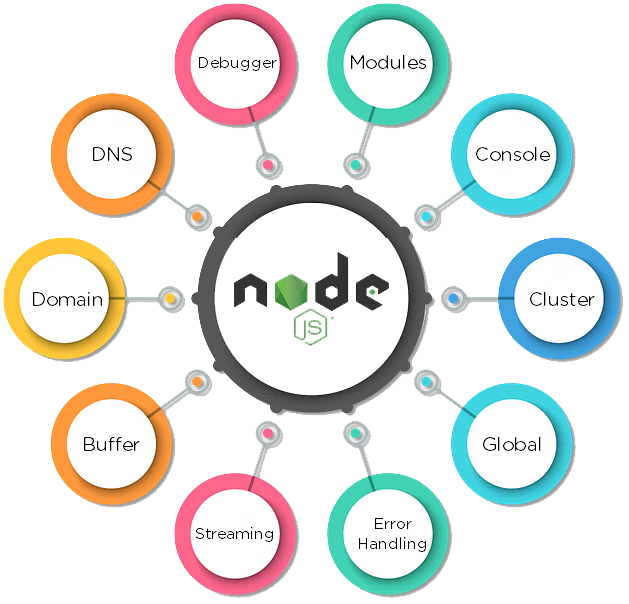 Debugger
Modules
DNS
Console
Domain
node
JS
Cluster
Buffer
Global
Streaming
Error
Handling